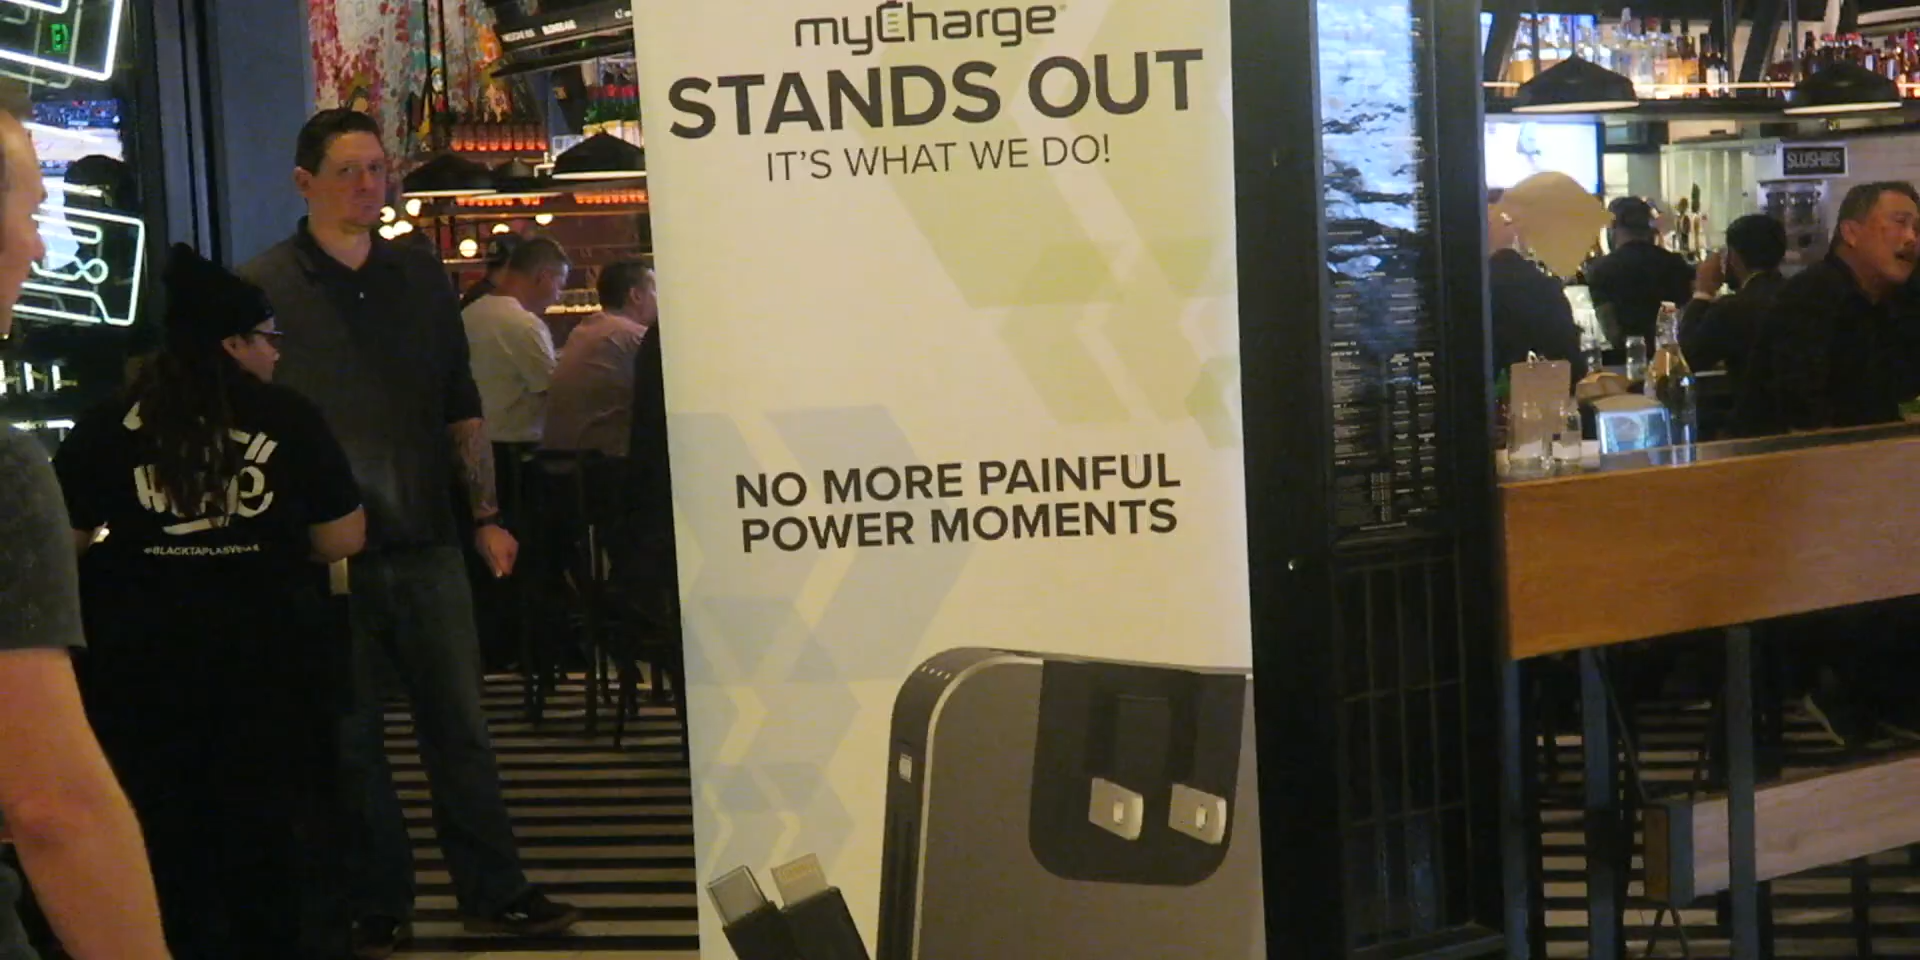 myCharge
STANDS OUT
IT'S WHAT WE DO!
NO MORE PAINFUL
POWER MOMENTS
SLUSHIES
@BLACKTAPLASVEGAS